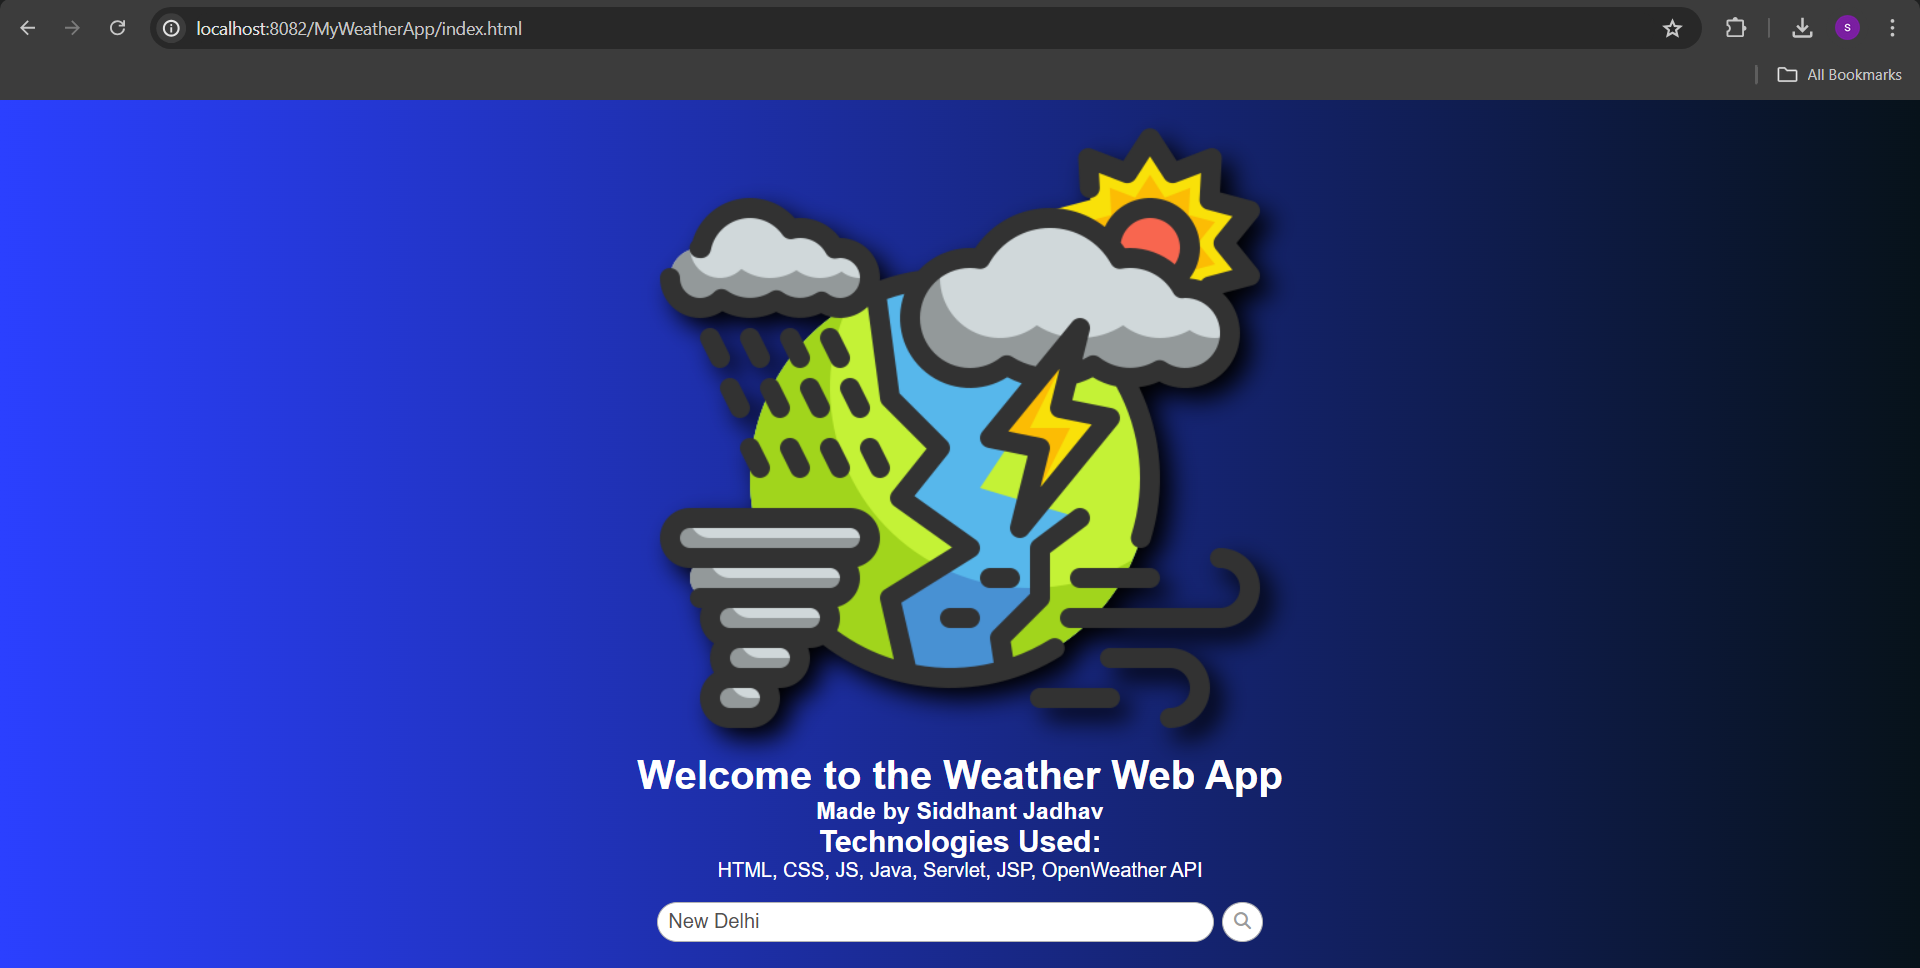 localhost:8082/MyWeatherApp/index.html
s
All Bookmarks
Welcome to the Weather Web App
Made by Siddhant Jadhav
Technologies Used:
HTML, CSS, JS, Java, Servlet, JSP, OpenWeather API
New Delhi